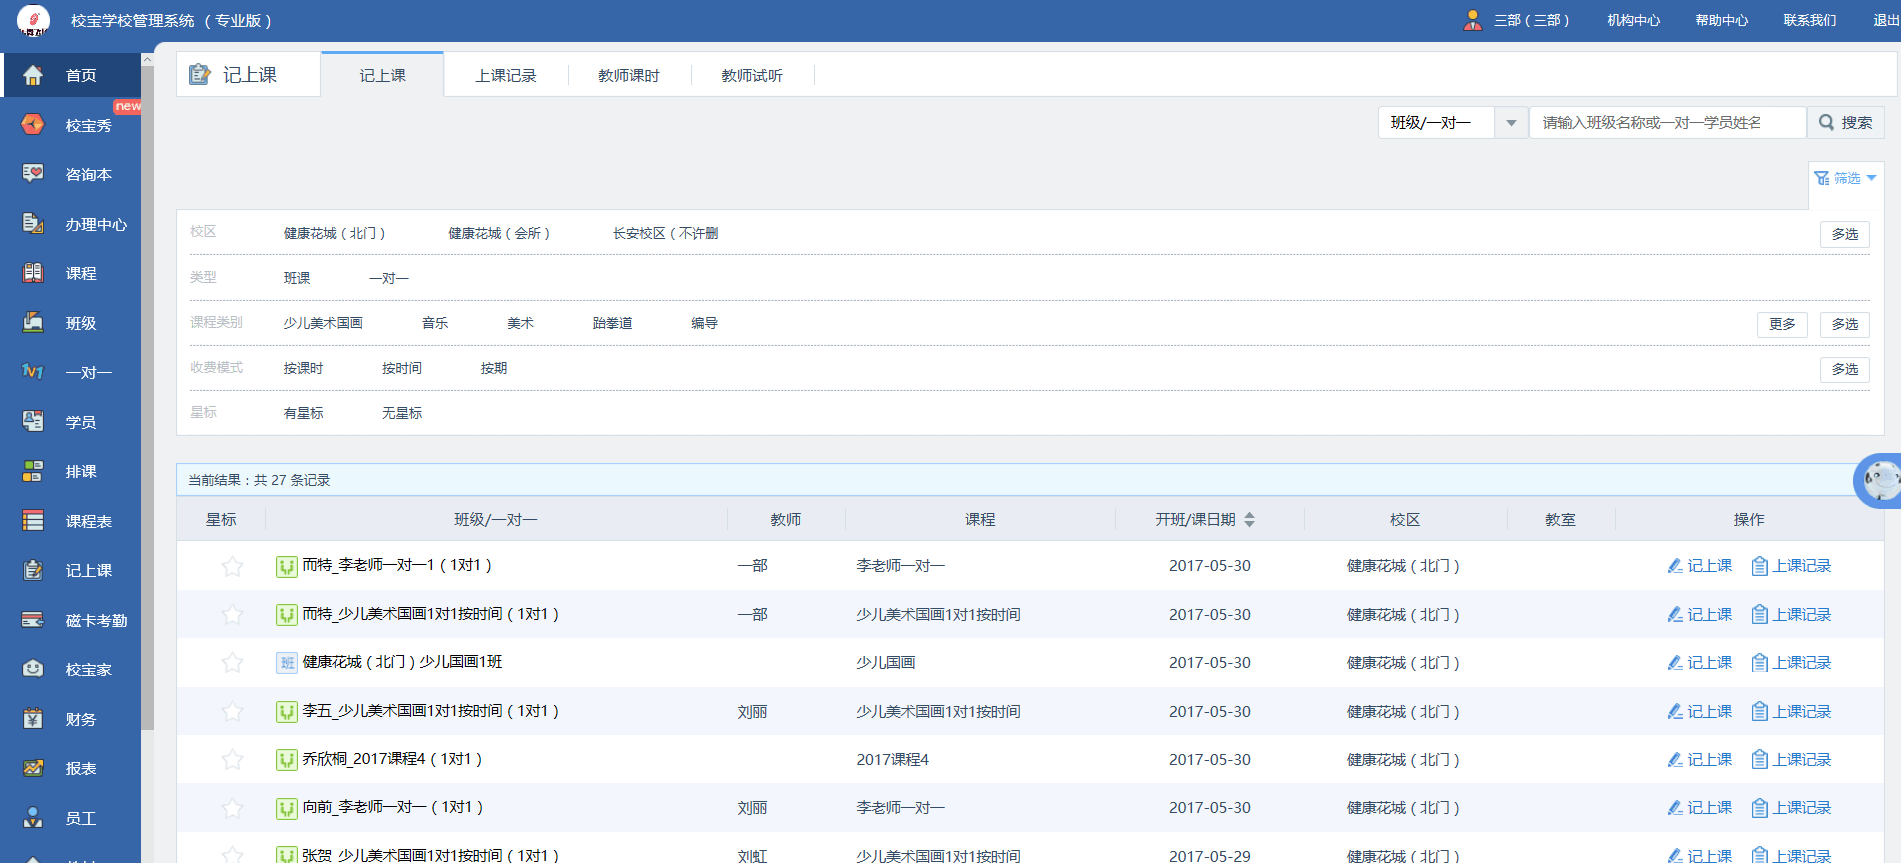 校宝学校管理系统 （专业版）
三部（三部） 机构中心 帮助中心 联系我们 退出
首页
new
校宝秀
咨询本
办理中心
课程
班级
1v1 一对一
学员
排课
课程表
记上课
磁卡考勤
校宝家
财务
报表
员工
记上课 记上课 上课记录 教师课时 教师试听
班级/一对一 请输入班级名称或一对一学员姓名 搜索
筛选
校区 健康花城（北门） 健康花城（会所） 长安校区（不许删 多选
类型 班课 一对一
课程类别 少儿美术国画 音乐 美术 跆拳道 编导 更多 多选
收费模式 按课时 按时间 按期 多选
星标 有星标 无星标
当前结果：共 27 条记录
星标 班级/一对一 教师 课程 开班/课日期 校区 教室 操作
而特_李老师一对一1（1对1） 一部 李老师一对一 2017-05-30 健康花城（北门） 记上课 上课记录
而特_少儿美术国画1对1按时间（1对1） 一部 少儿美术国画1对1按时间 2017-05-30 健康花城（北门） 记上课 上课记录
班 健康花城（北门）少儿国画1班 少儿国画 2017-05-30 健康花城（北门） 记上课 上课记录
李五_少儿美术国画1对1按时间（1对1） 刘丽 少儿美术国画1对1按时间 2017-05-30 健康花城（北门） 记上课 上课记录
乔欣桐_2017课程4（1对1） 2017课程4 2017-05-30 健康花城（北门） 记上课 上课记录
向前_李老师一对一（1对1） 刘丽 李老师一对一 2017-05-30 健康花城（北门） 记上课 上课记录
张贺_少儿美术国画1对1按时间（1对1） 刘虹 少儿美术国画1对1按时间 2017-05-29 健康花城（北门） 记上课 上课记录